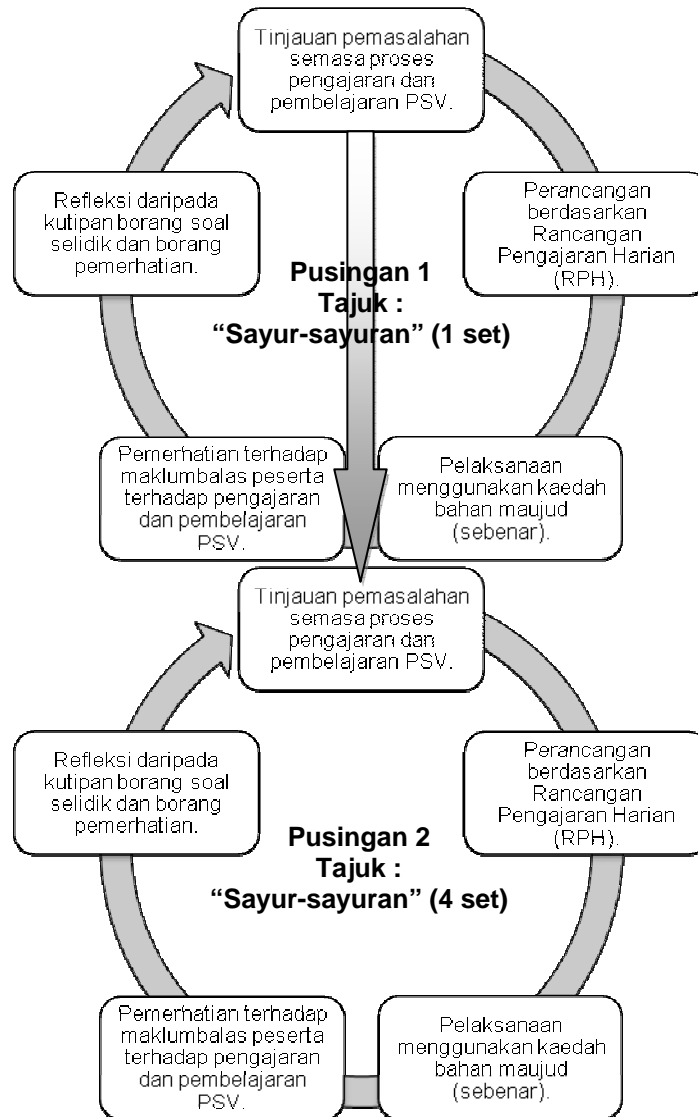 Tinjauan pemasalahan
semasa proses
pengajaran dan
pembelajaran PSV.
Perancangan
berdasarkan
Rancangan
Pengajaran Harian
(RPH).
Pelaksanaan
menggunakan kaedah
bahan maujud
(sebenar).
Pemerhatian terhadap
maklumbalas peserta
terhadap pengajaran
dan pembelajaran
PSV.
Refleksi daripada
kutipan borang soal
selidik dan borang
pemerhatian.
Pusingan 1
Tajuk :
“Sayur-sayuran” (1 set)
Tinjauan pemasalahan
semasa proses
pengajaran dan
pembelajaran PSV.
Perancangan
berdasarkan
Rancangan
Pengajaran Harian
(RPH).
Pelaksanaan
menggunakan kaedah
bahan maujud
(sebenar).
Pemerhatian terhadap
maklumbalas peserta
terhadap pengajaran
dan pembelajaran
PSV.
Refleksi daripada
kutipan borang soal
selidik dan borang
pemerhatian.
Pusingan 2
Tajuk :
“Sayur-sayuran” (4 set)